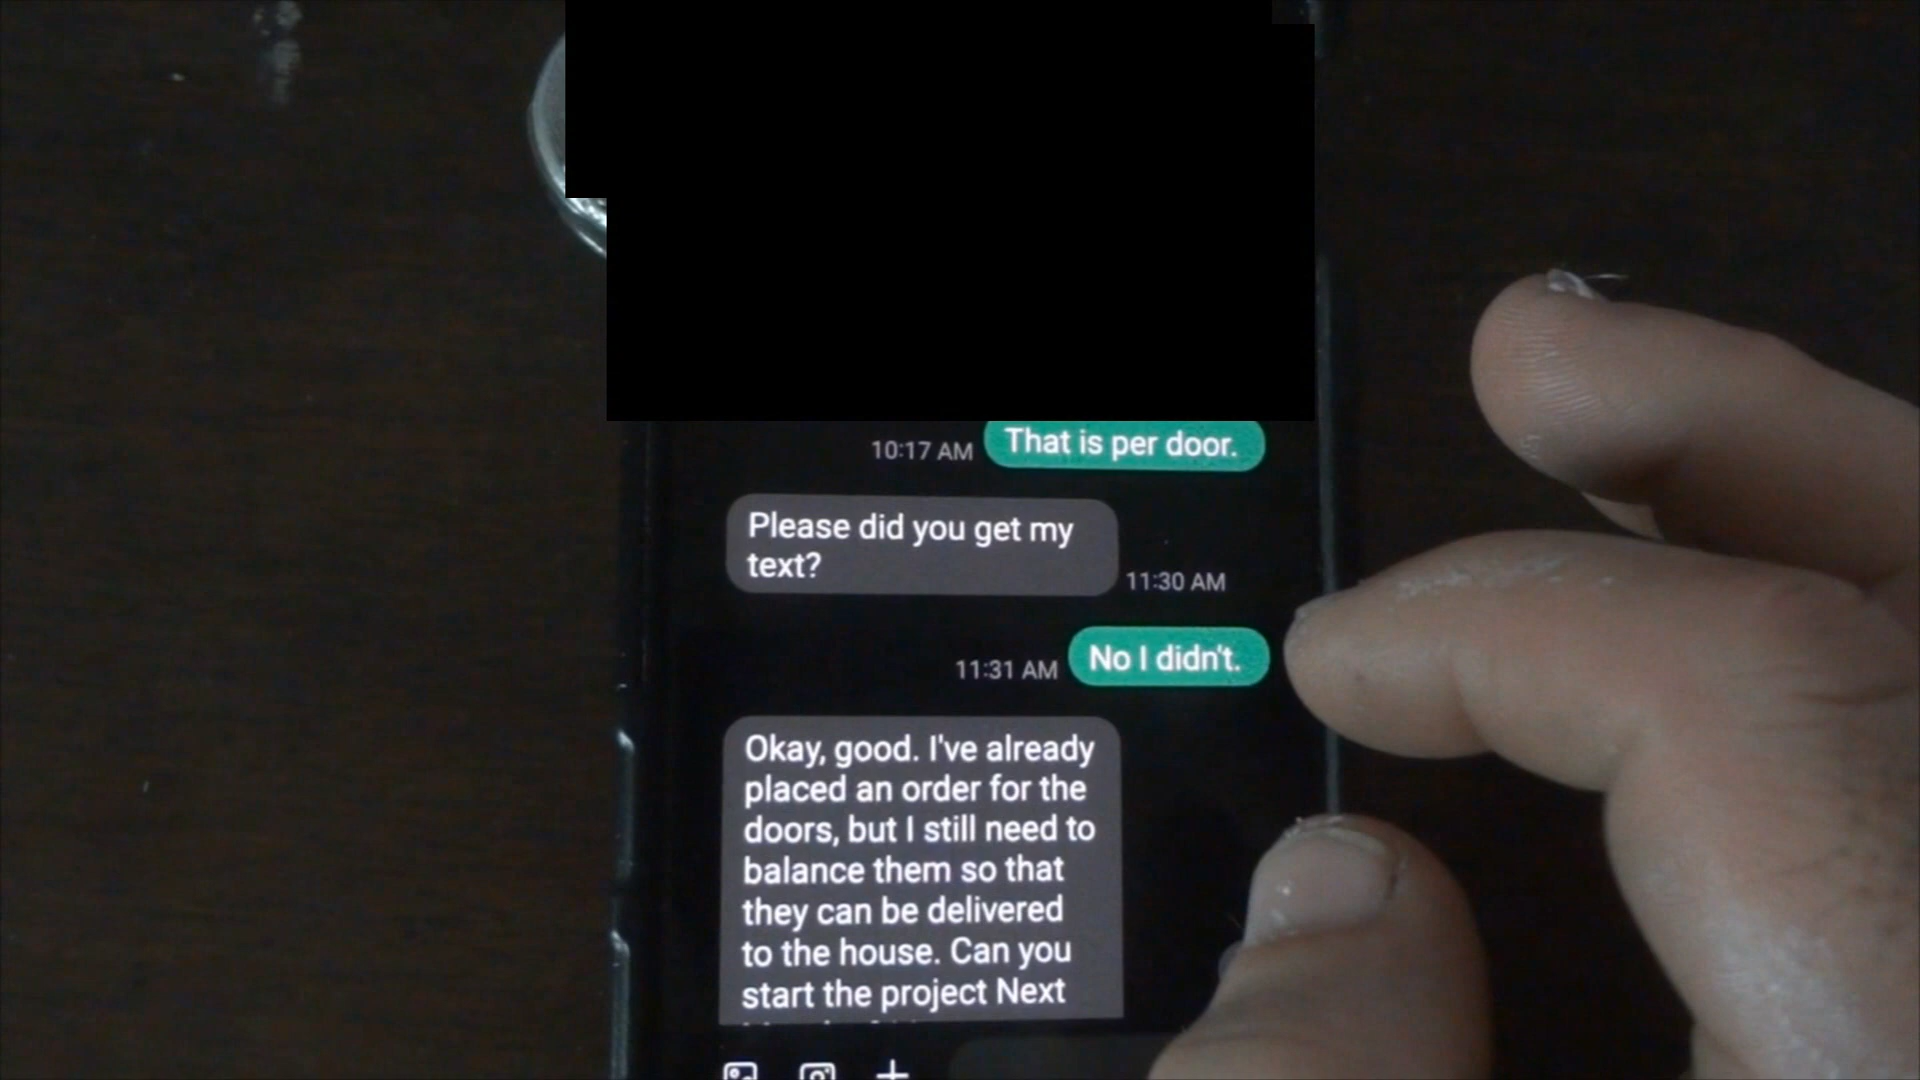 10:17 AM That is per door.
Please did you get my
text?
11:30 AM
11:31 AM No I didn't.
Okay, good. I've already
placed an order for the
doors, but I still need to
balance them so that
they can be delivered
to the house. Can you
start the project Next